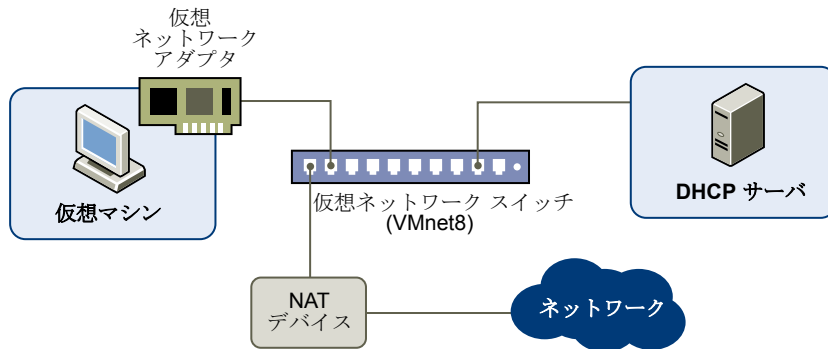 仮想
ネットワーク
アダプタ
仮想マシン
DHCP サーバ
仮想ネットワーク スイッチ
(VMnet8)
NAT
デバイス
ネットワーク